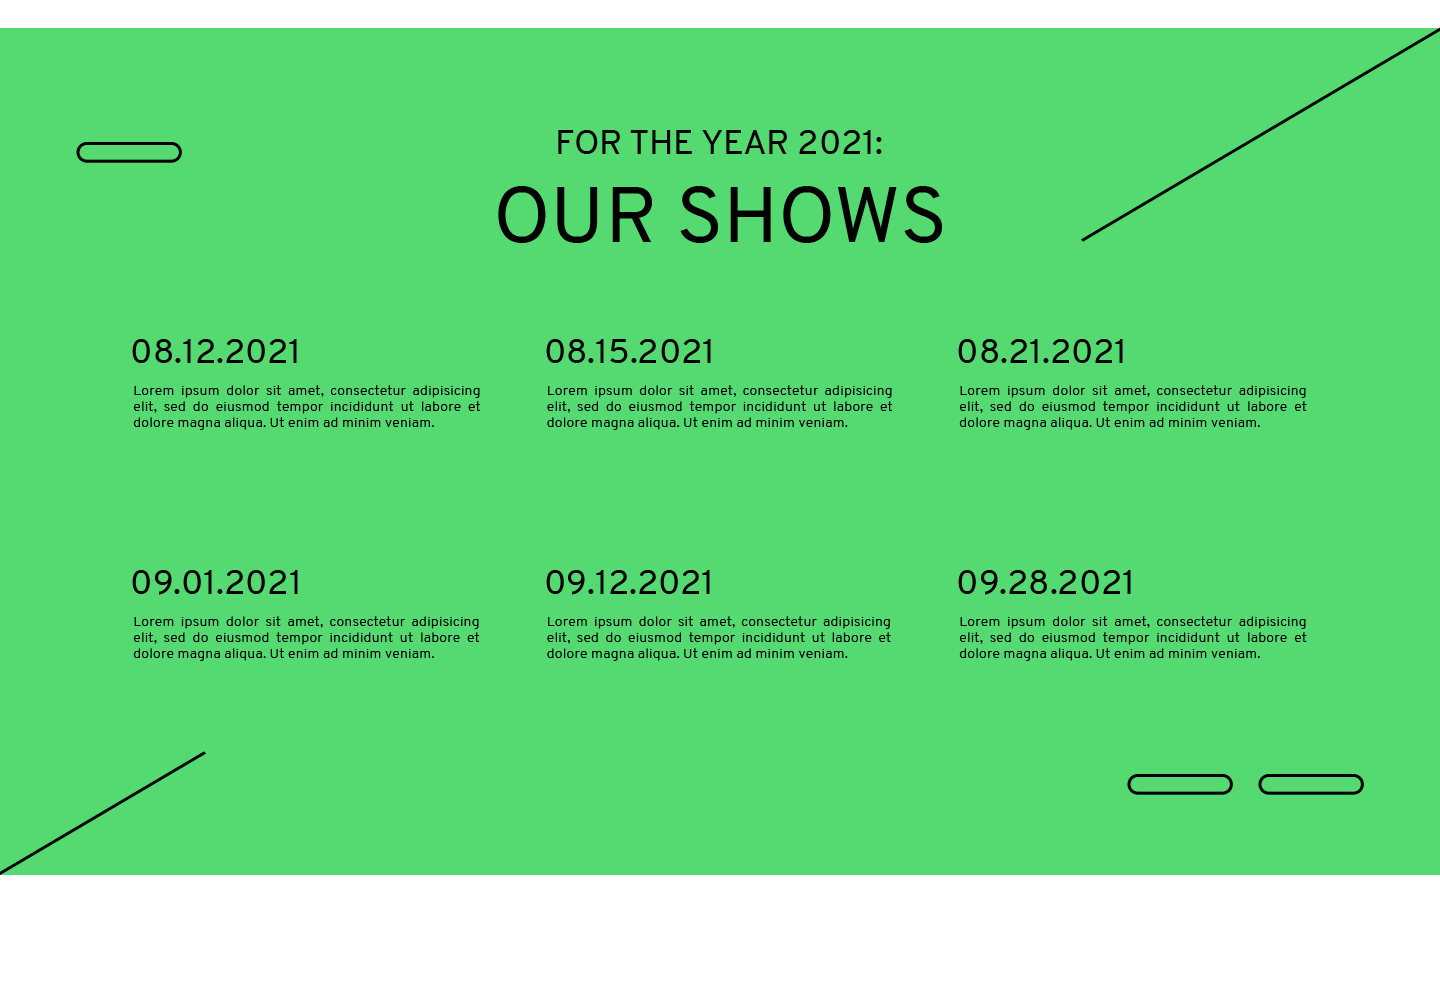 FOR THE YEAR 2021:
OUR SHOWS
08.12.2021
Lorem ipsum dolor sit amet, consectetur adipisicing
elit, sed do eiusmod tempor incididunt ut labore et
dolore magna aliqua. Ut enim ad minim veniam.
08.15.2021
Lorem ipsum dolor sit amet, consectetur adipisicing
elit, sed do eiusmod tempor incididunt ut labore et
dolore magna aliqua. Ut enim ad minim veniam.
08.21.2021
Lorem ipsum dolor sit amet, consectetur adipisicing
elit, sed do eiusmod tempor incididunt ut labore et
dolore magna aliqua. Ut enim ad minim veniam.
09.01.2021
Lorem ipsum dolor sit amet, consectetur adipisicing
elit, sed do eiusmod tempor incididunt ut labore et
dolore magna aliqua. Ut enim ad minim veniam.
09.12.2021
Lorem ipsum dolor sit amet, consectetur adipisicing
elit, sed do eiusmod tempor incididunt ut labore et
dolore magna aliqua. Ut enim ad minim veniam.
09.28.2021
Lorem ipsum dolor sit amet, consectetur adipisicing
elit, sed do eiusmod tempor incididunt ut labore et
dolore magna aliqua. Ut enim ad minim veniam.